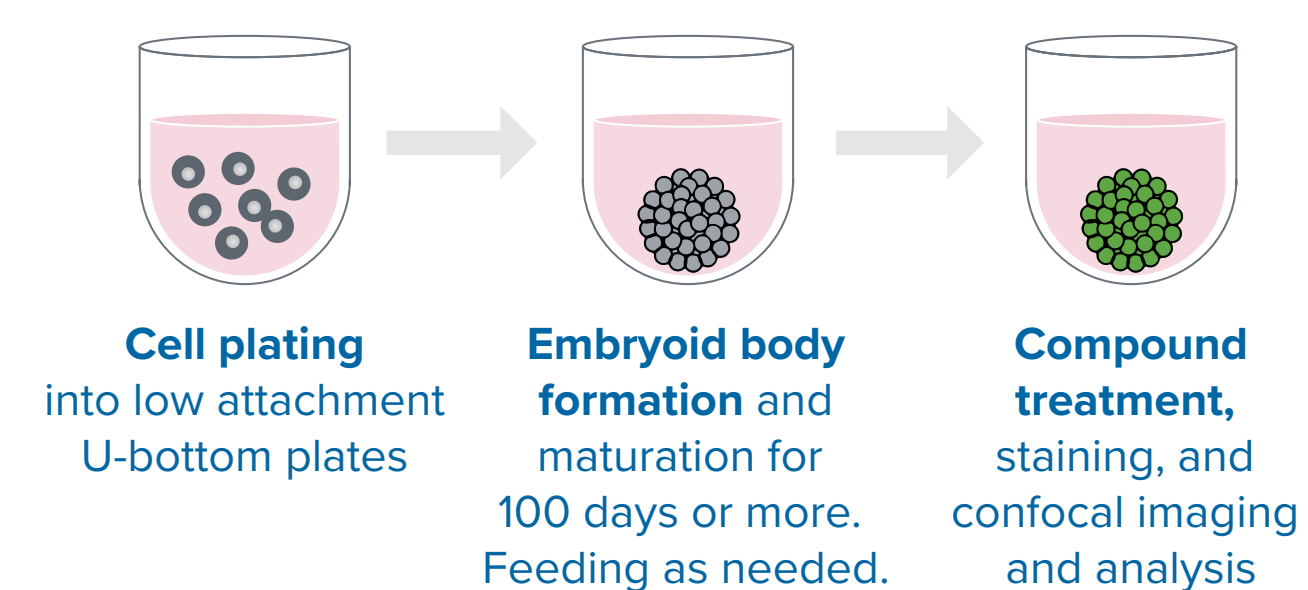 Cell plating
into low attachment
U-bottom plates
Embryoid body
formation and
maturation for
100 days or more.
Feeding as needed.
Compound
treatment,
staining, and
confocal imaging
and analysis